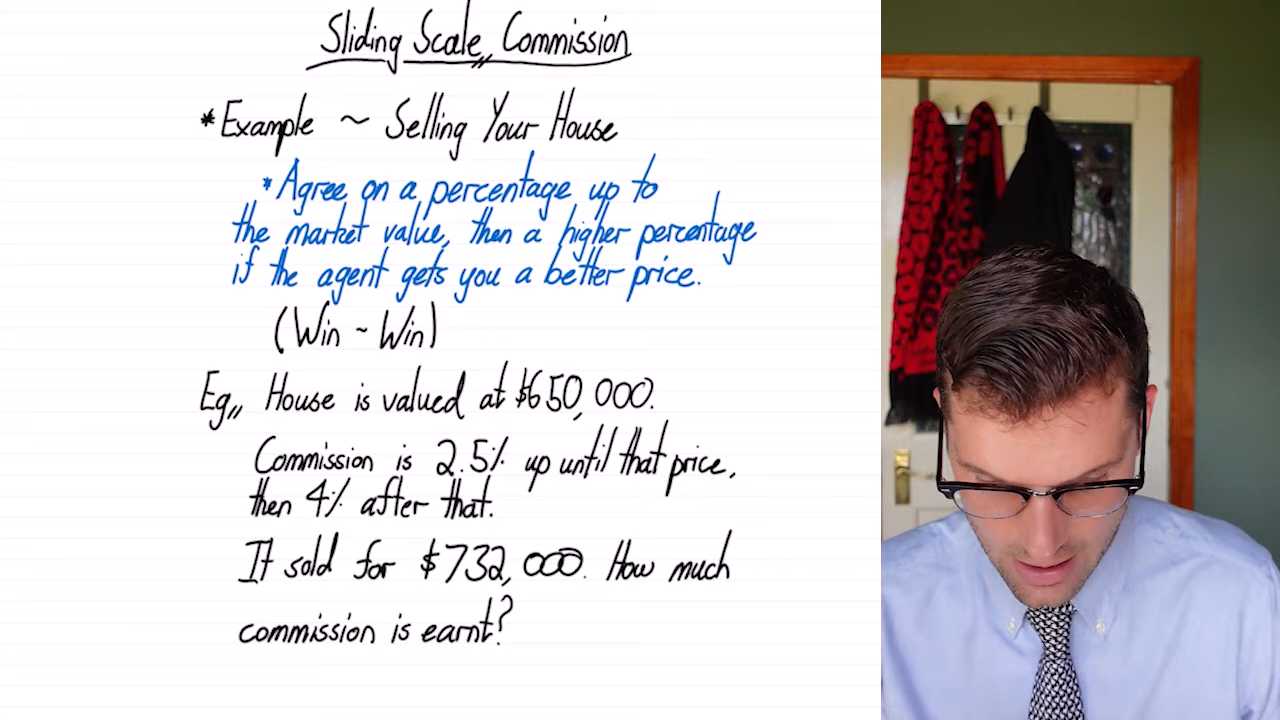 Sliding Scale,, Commission
*Example ~ Selling Your House
*Agree on a percentage up to
the market value, then a higher percentage
if the agent gets you a better price.
(Win ~ Win)
Eg,, House is valued at $650,000.
Commission is 2.5% up until that price,
then 4% after that.
It sold for $732,000. How much
commission is earnt?